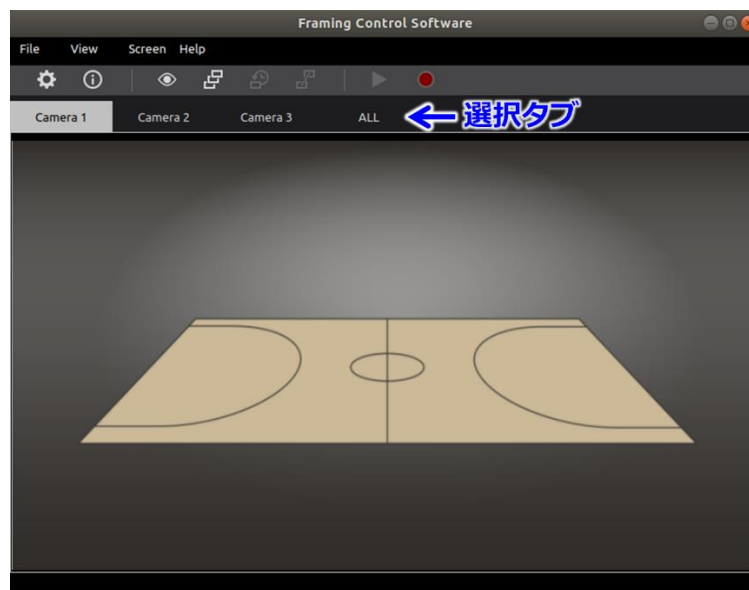 Framing Control Software
File View Screen Help
Camera 1 Camera 2 Camera 3 ALL 選択タブ